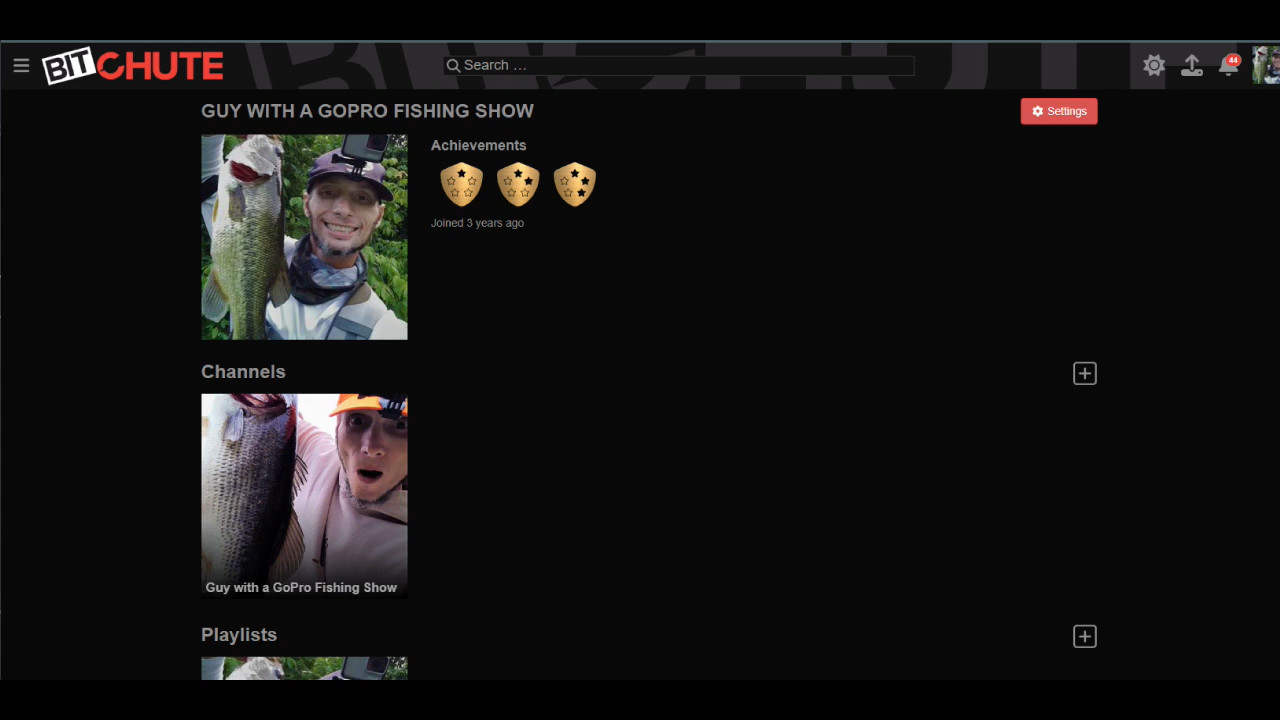 BITCHUTE
Search …
44
GUY WITH A GOPRO FISHING SHOW
Settings
Achievements
Joined 3 years ago
Channels
Guy with a GoPro Fishing Show
Playlists